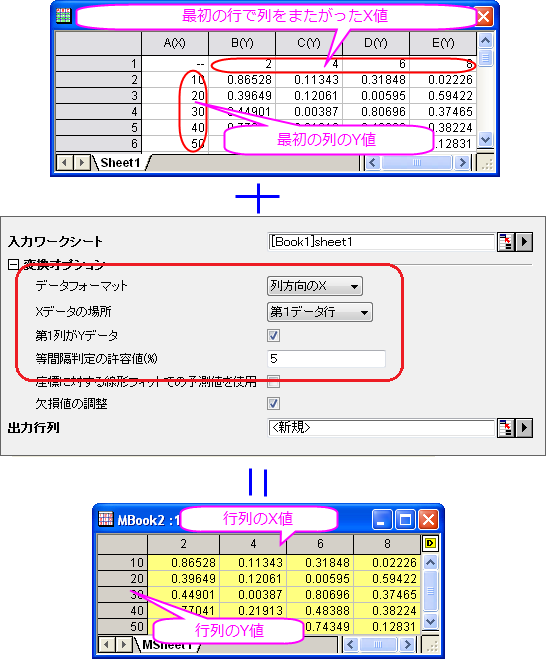 最初の行で列をまたがったX値
A(X) B(Y) C(Y) D(Y) E(Y)
1 -- 2 4 6 8
2 10 0.86528 0.11343 0.31848 0.02226
3 20 0.39649 0.12061 0.00595 0.59422
4 30 0.44901 0.00387 0.80696 0.37465
5 40 0.38224
6 50 0.12831
最初の列のY値
Sheet1
入力ワークシート [Book1]sheet1
変換オプション
データフォーマット 列方向のX
Xデータの場所 第1データ行
第1列がYデータ
等間隔判定の許容値(%) 5
座標に対する線形フィットでの予測値を使用
欠損値の調整
出力行列 <新規>
MBook2 :1
行列のX値
2 4 6 8 D
10 0.86528 0.11343 0.31848 0.02226
20 0.39649 0.12061 0.00595 0.59422
30 0.44901 0.00387 0.80696 0.37465
40 0.77041 0.21913 0.48388 0.38224
50 0.74349 0.12831
行列のY値
MSheet1